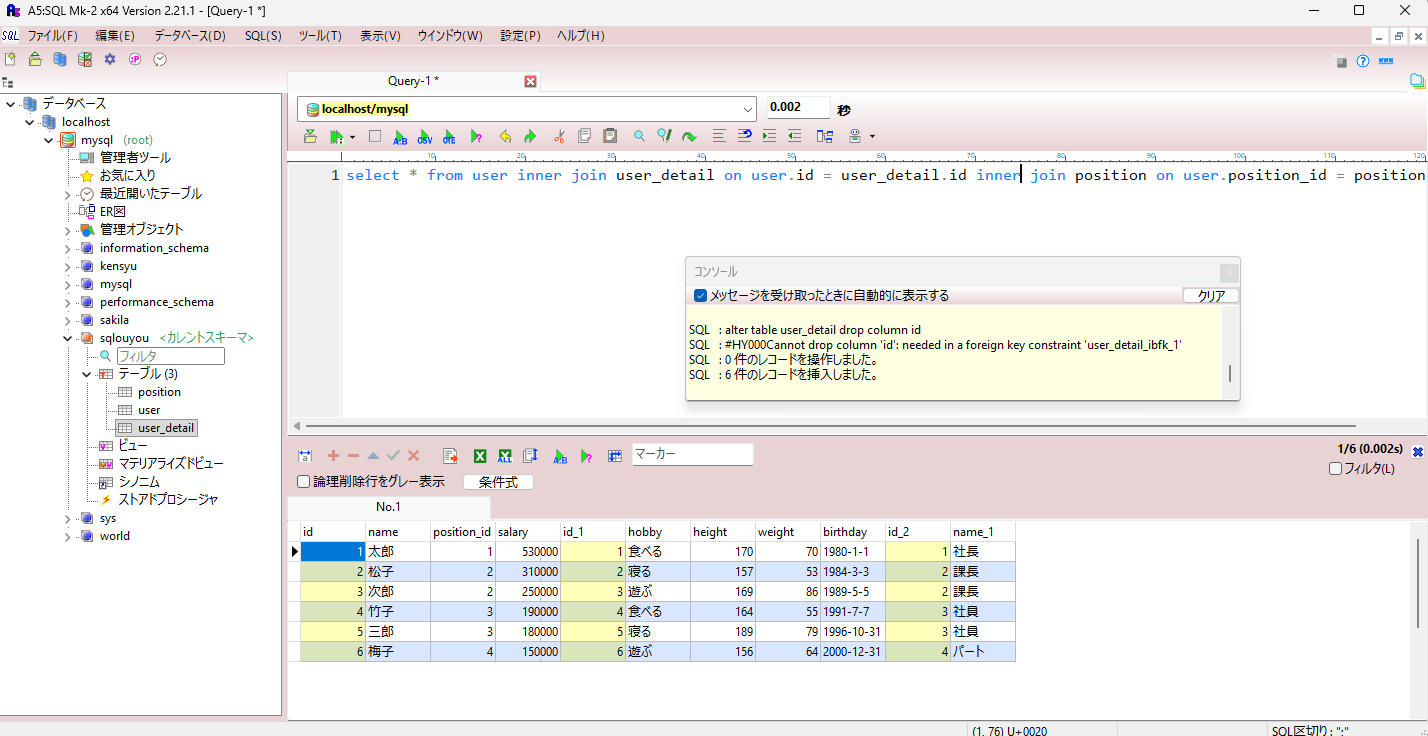 A5:SQL Mk-2 x64 Version 2.21.1 - [Query-1 *]
SQL ファイル(F) 編集(E) データベース(D) SQL(S) ツール(T) 表示(V) ウインドウ(W) 設定(P) ヘルプ(H)
Query-1 *
データベース
localhost
mysql (root)
管理者ツール
お気に入り
最近開いたテーブル
ER図
管理オブジェクト
information_schema
kensyu
mysql
performance_schema
sakila
sqlouyou <カレントスキーマ>
フィルタ
テーブル (3)
position
user
user_detail
ビュー
マテリアライズドビュー
シノニム
ストアドプロシージャ
sys
world
localhost/mysql 0.002 秒
10 20 30 40 50 60 70 80 90 100 110 120
1 select * from user inner join user_detail on user.id = user_detail.id inner join position on user.position_id = position
コンソール
メッセージを受け取ったときに自動的に表示する クリア
SQL : alter table user_detail drop column id
SQL : #HY000Cannot drop column 'id': needed in a foreign key constraint 'user_detail_ibfk_1'
SQL : 0 件のレコードを操作しました。
SQL : 6 件のレコードを挿入しました。
マーカー
1/6 (0.002s)
論理削除行をグレー表示 条件式 フィルタ(L)
No.1
id name position_id salary id_1 hobby height weight birthday id_2 name_1
1 太郎 1 530000 1 食べる 170 70 1980-1-1 1 社長
2 松子 2 310000 2 寝る 157 53 1984-3-3 2 課長
3 次郎 2 250000 3 遊ぶ 169 86 1989-5-5 2 課長
4 竹子 3 190000 4 食べる 164 55 1991-7-7 3 社員
5 三郎 3 180000 5 寝る 189 79 1996-10-31 3 社員
6 梅子 4 150000 6 遊ぶ 156 64 2000-12-31 4 パート
(1, 76) U+0020 SQL区切り: ";"